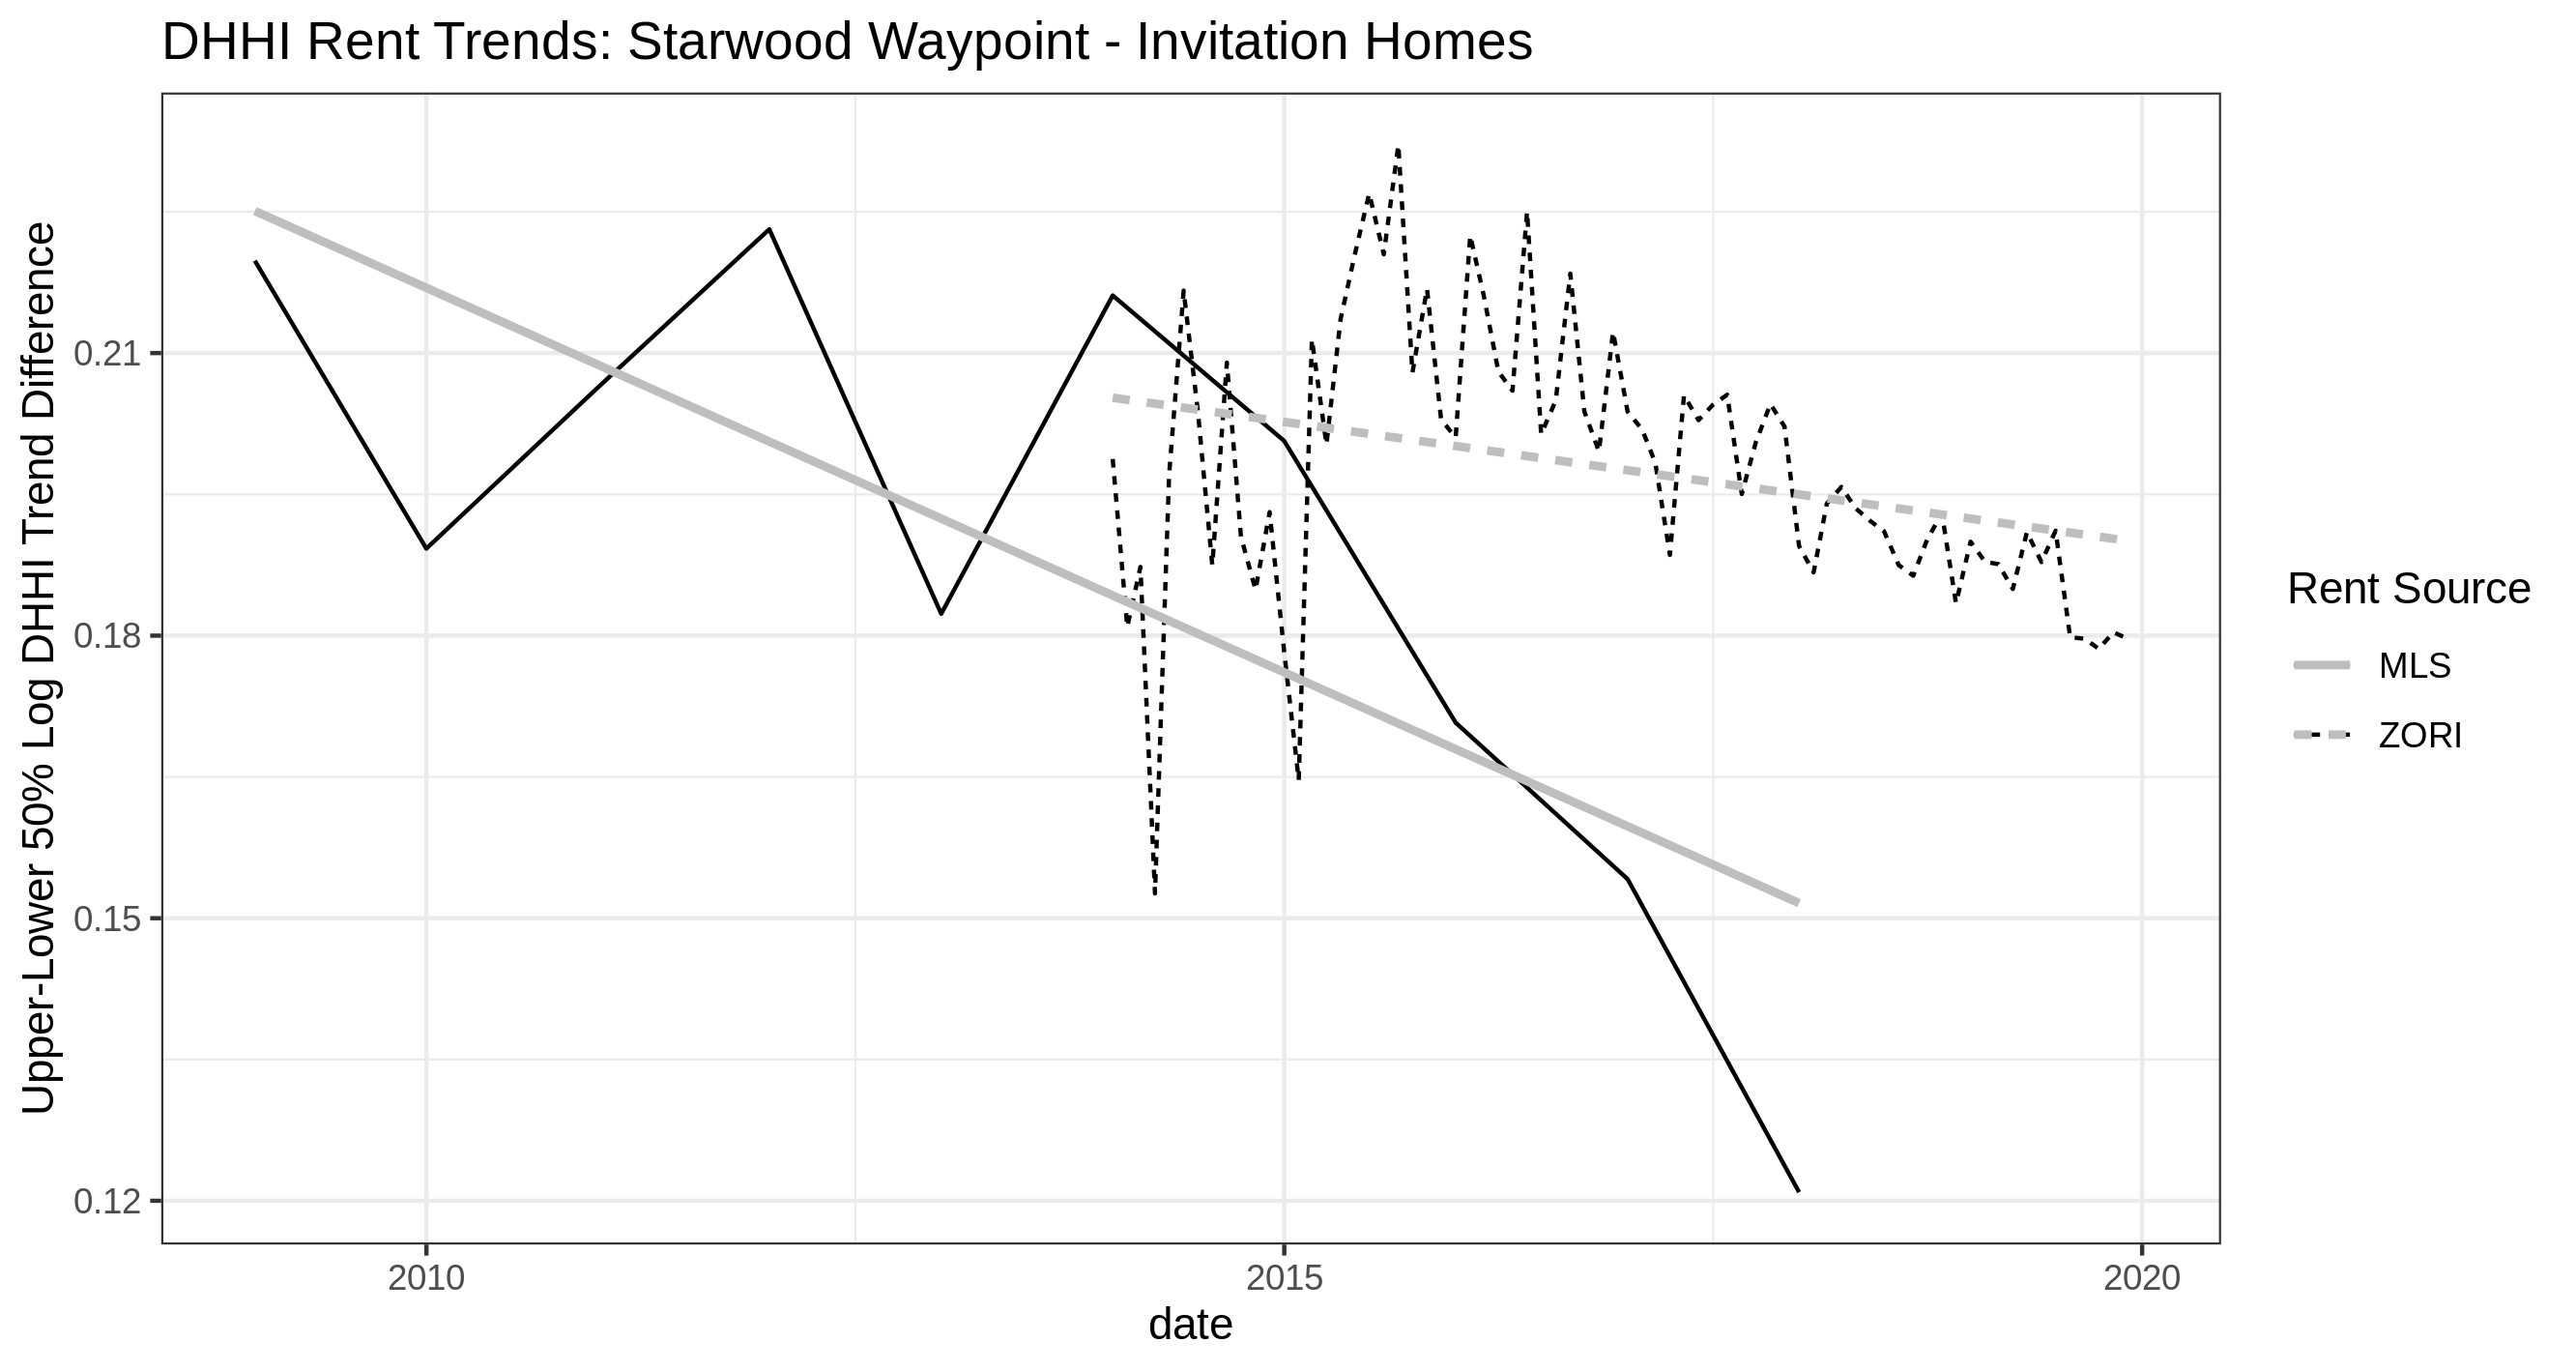 DHHI Rent Trends: Starwood Waypoint - Invitation Homes
Upper-Lower 50% Log DHHI Trend Difference
0.21
0.18
0.15
0.12
2010
2015
2020
date
Rent Source
MLS
ZORI